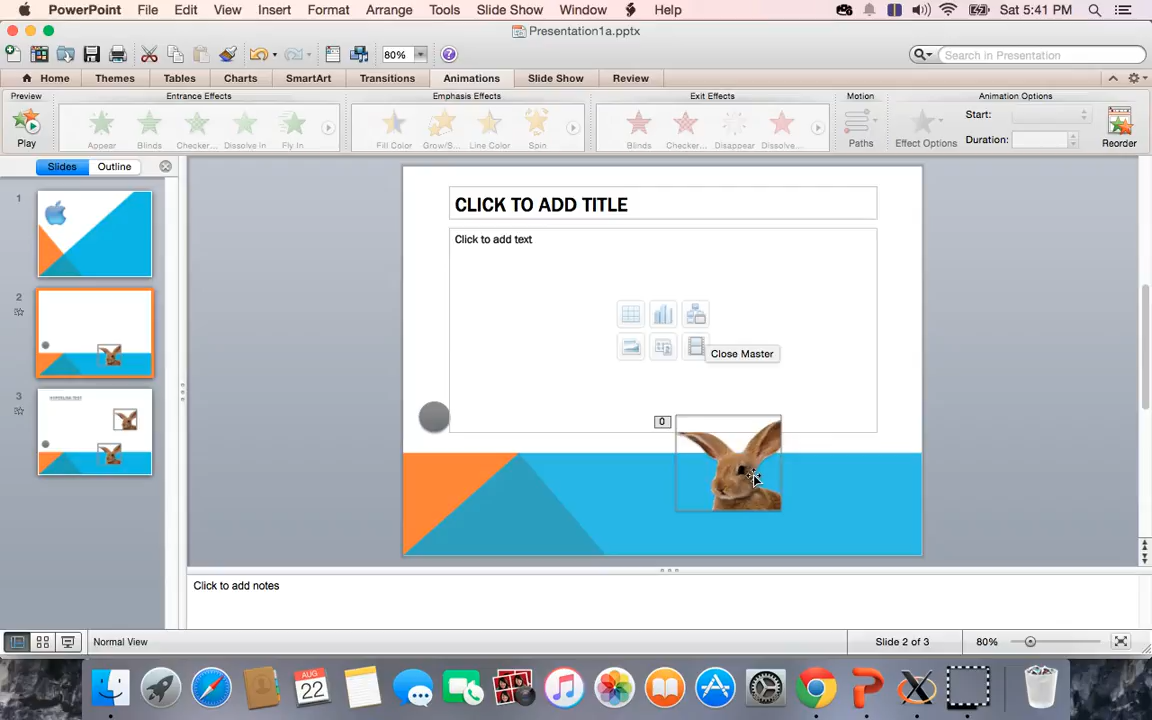 PowerPoint File Edit View Insert Format Arrange Tools Slide Show Window Help Sat 5:41 PM
Presentation1a.pptx
80% Search in Presentation
Home Themes Tables Charts SmartArt Transitions Animations Slide Show Review
Preview Entrance Effects Emphasis Effects Exit Effects Motion Animation Options
Start:
Duration:
Play Appear Blinds Checker... Dissolve in Fly In Fill Color Grow/S... Line Color Spin Blinds Checker... Disappear Dissolve... Paths Effect Options Reorder
Slides Outline
1
2
3
HYPERLINK TEXT
CLICK TO ADD TITLE
Click to add text
Close Master
0
Click to add notes
Normal View Slide 2 of 3 80%
AUG
22